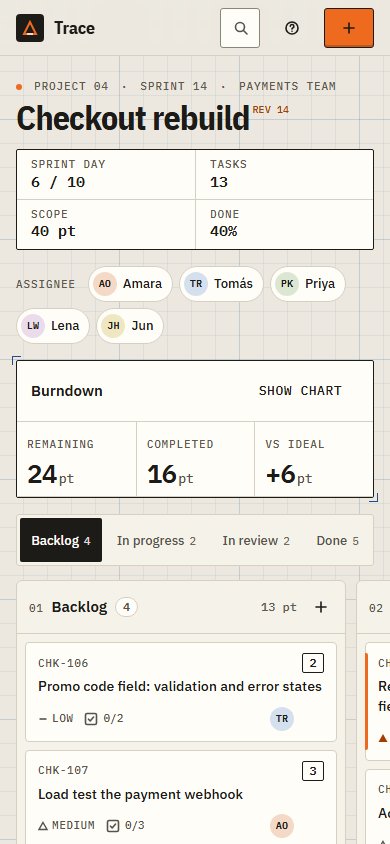 Trace
PROJECT 04 · SPRINT 14 · PAYMENTS TEAM
Checkout rebuild REV 14
SPRINT DAY
6 / 10
TASKS
13
SCOPE
40 pt
DONE
40%
ASSIGNEE
AO Amara
TR Tomás
PK Priya
LW Lena
JH Jun
Burndown
SHOW CHART
REMAINING
24pt
COMPLETED
16pt
VS IDEAL
+6pt
Backlog 4
In progress 2
In review 2
Done 5
01 Backlog 4
13 pt +
02
CHK-106
2
Promo code field: validation and error states
LOW 0/2
TR
CHK-107
3
Load test the payment webhook
MEDIUM 0/3
AO